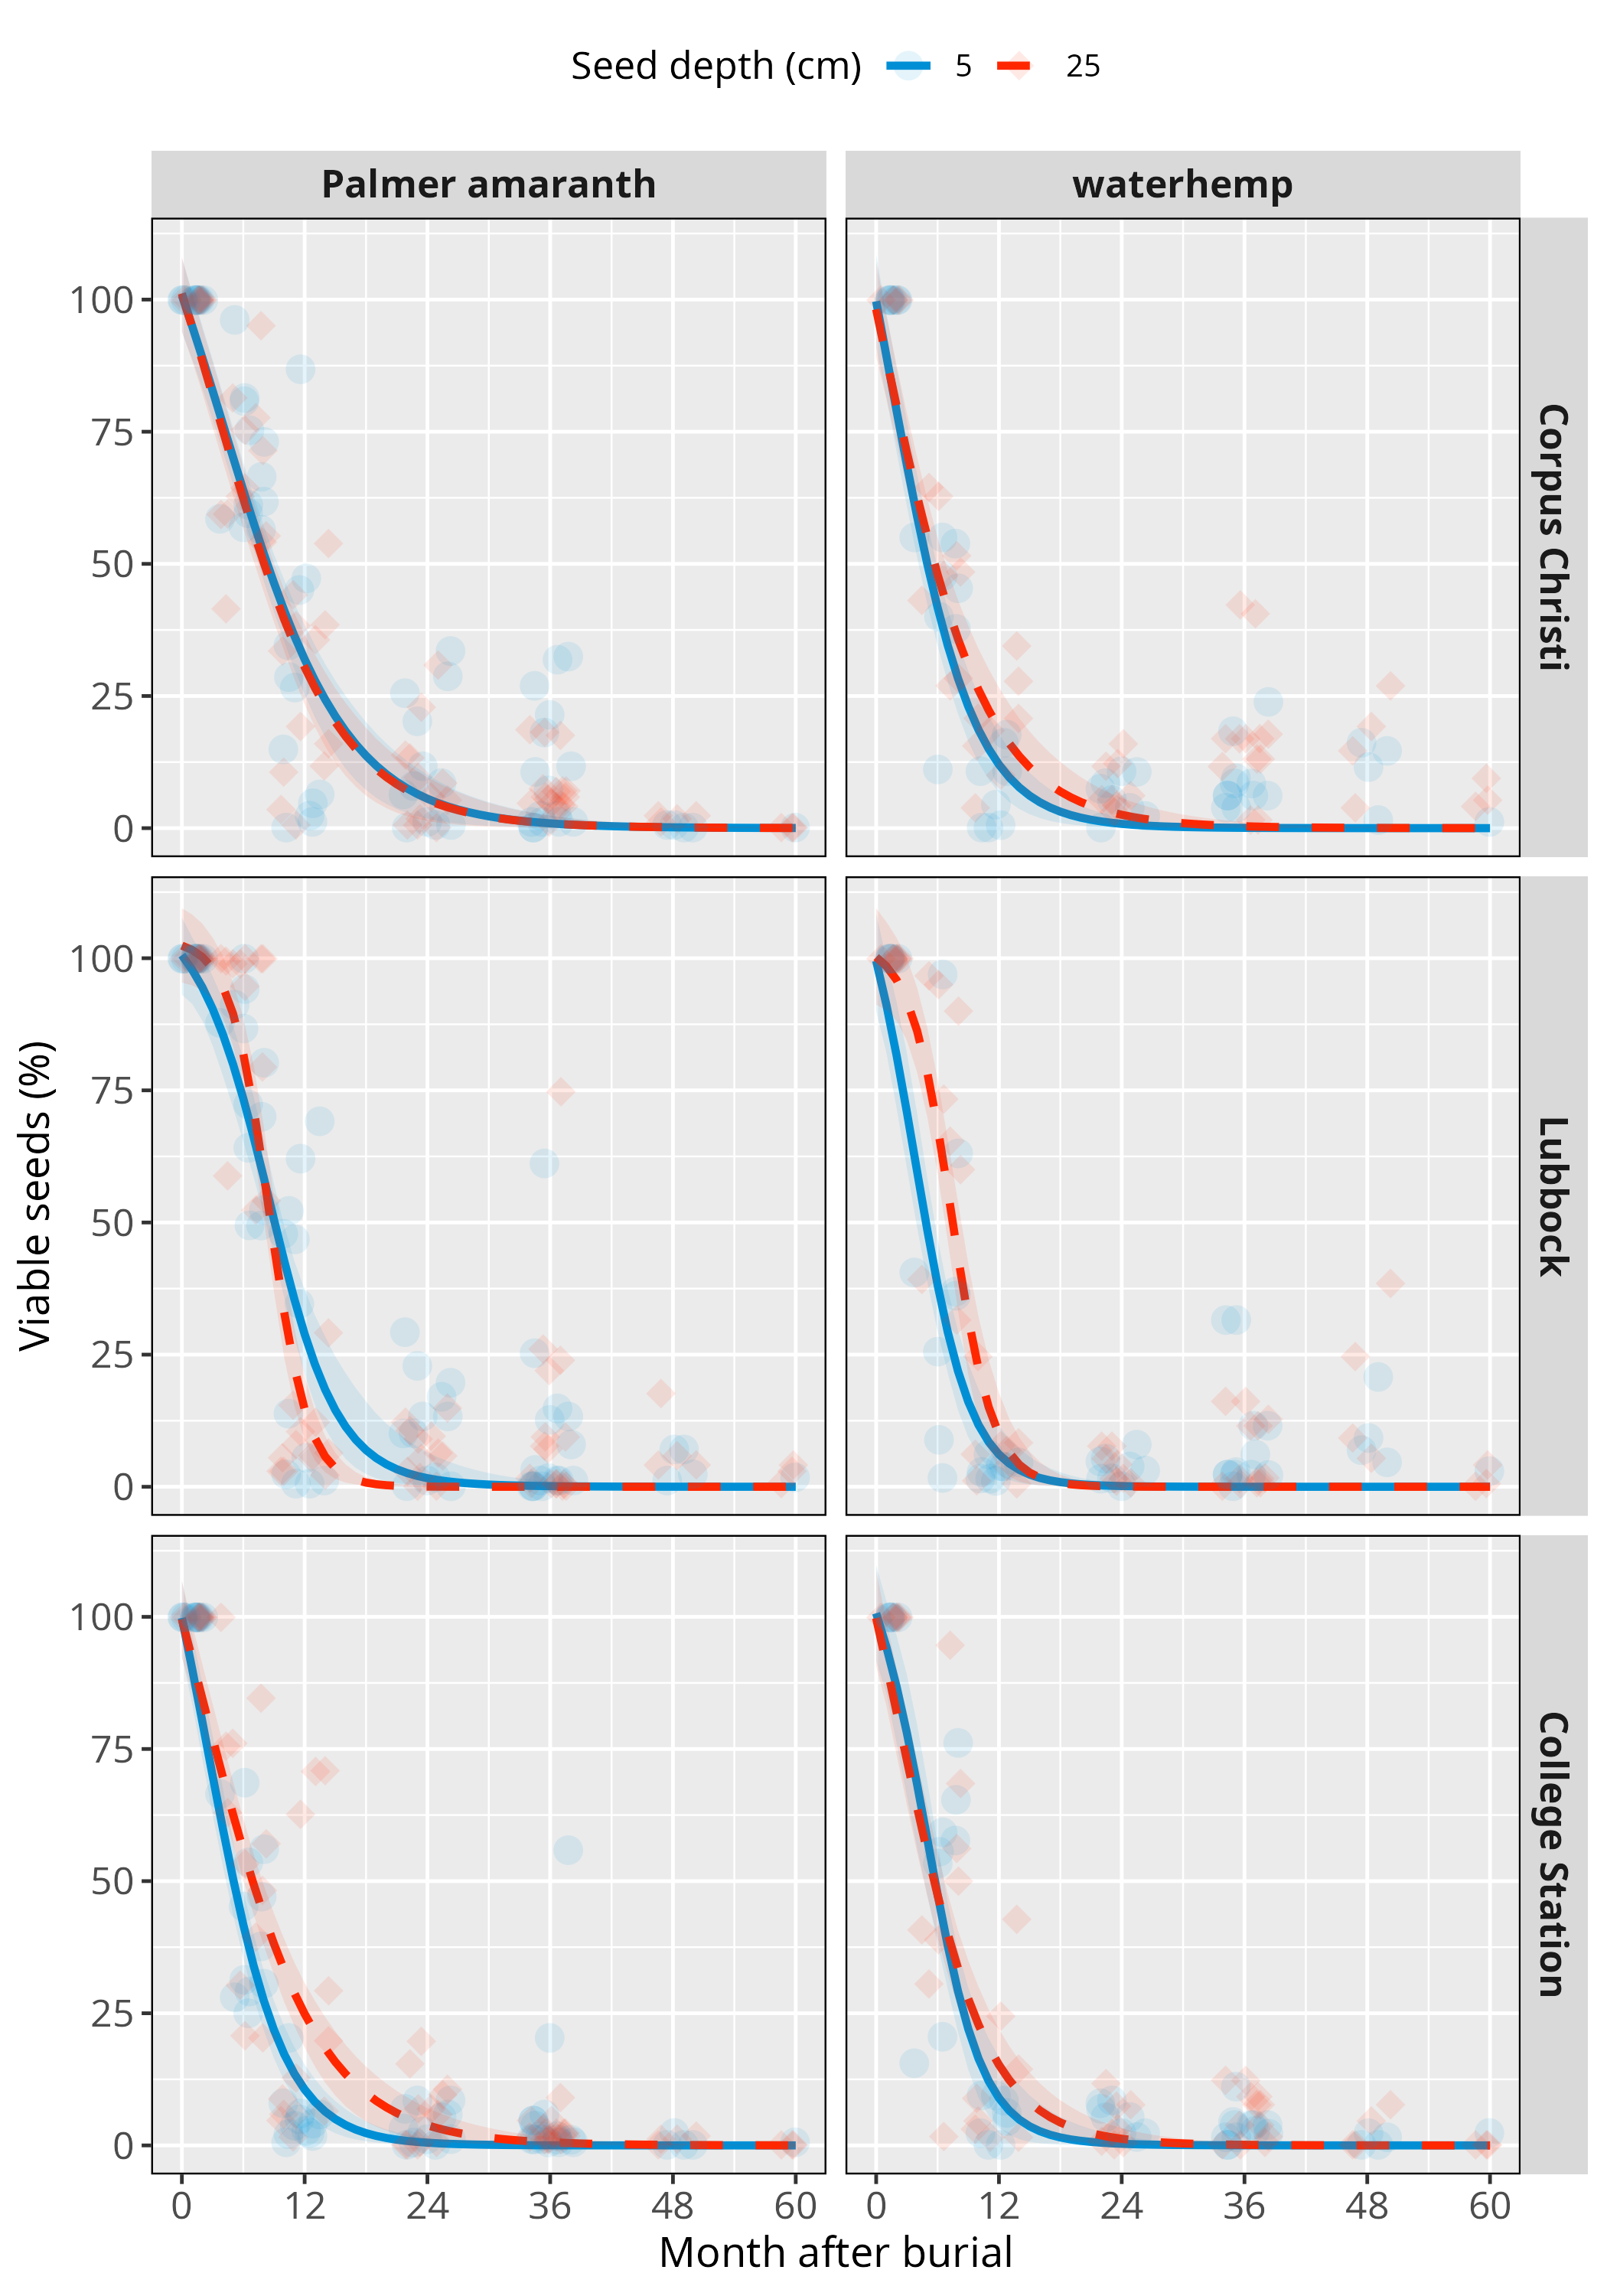 Seed depth (cm) 5 25
Palmer amaranth waterhemp
100
75
50
25
0
Corpus Christi
100
75
50
25
0
Lubbock
100
75
50
25
0
College Station
Viable seeds (%)
0 12 24 36 48 60 0 12 24 36 48 60
Month after burial